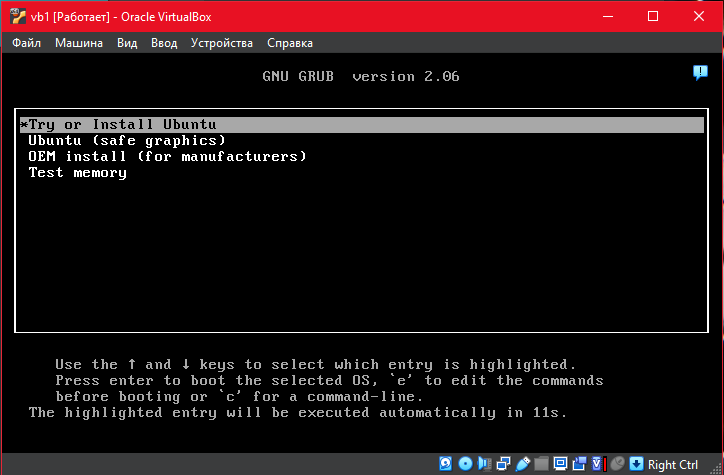 vb1 [Работает] - Oracle VirtualBox
Файл Машина Вид Ввод Устройства Справка
GNU GRUB version 2.06
*Try or Install Ubuntu
Ubuntu (safe graphics)
OEM install (for manufacturers)
Test memory
Use the ↑ and ↓ keys to select which entry is highlighted.
Press enter to boot the selected OS, `e' to edit the commands
before booting or `c' for a command-line.
The highlighted entry will be executed automatically in 11s.
Right Ctrl